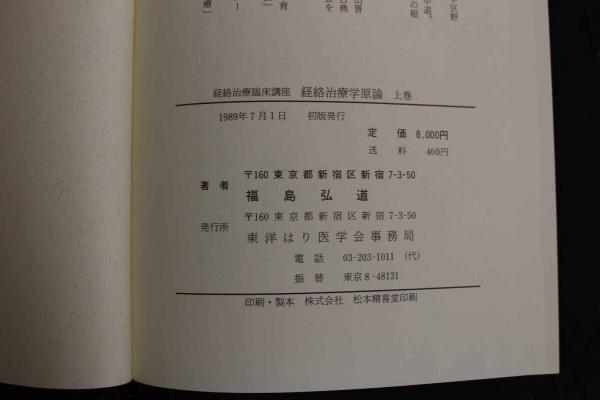 経絡治療臨床講座 経絡治療学原論 上巻
1989年7月1日 初版発行
定 価 8,000円
送 料 400円
〒160 東京都新宿区新宿7-3-50
著者 福島弘道
〒160 東京都新宿区新宿7-3-50
発行所
東洋はり医学会事務局
電 話 03-203-1011 (代)
振 替 東京8-48131
印刷・製本 株式会社 松本精喜堂印刷